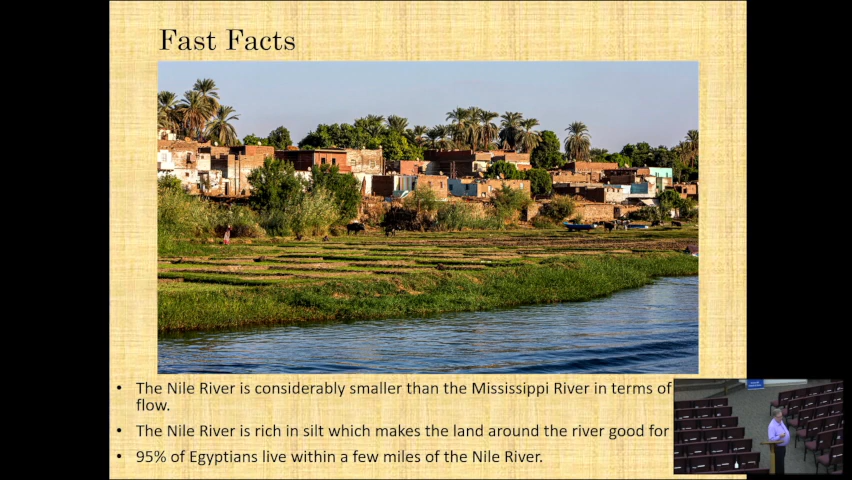 Fast Facts
• The Nile River is considerably smaller than the Mississippi River in terms of
flow.
• The Nile River is rich in silt which makes the land around the river good for
• 95% of Egyptians live within a few miles of the Nile River.